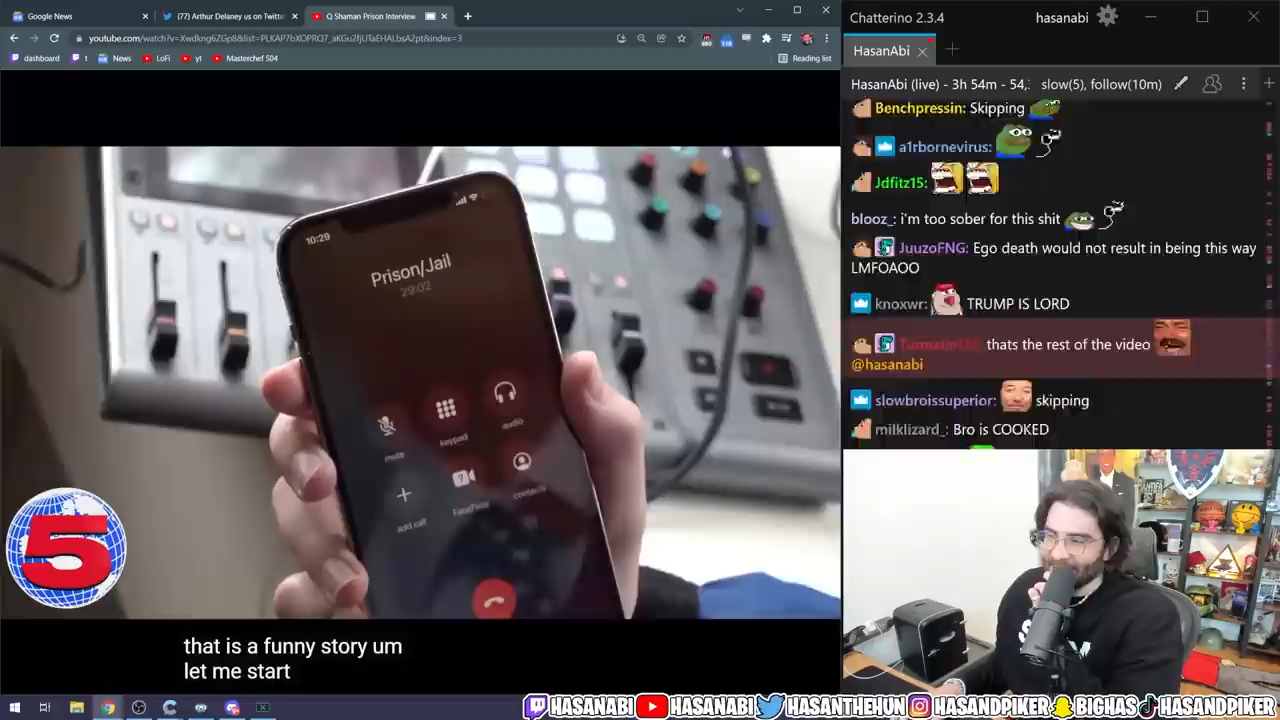 Google News
(77) Arthur Delaney us on Twitte
Q Shaman Prison Interview
youtube.com/watch?v=Xwdkng6ZGp8&list=PLKAP7bXOPRQ7_aKGu2fjUTaEHALbsA2pt&index=3
dashboard
t
News
LoFi
yt
Masterchef S04
Reading list
10:29
Prison/Jail
29:02
mute
keypad
audio
add call
FaceTime
contacts
5
that is a funny story um
let me start
Chatterino 2.3.4
hasanabi
HasanAbi
HasanAbi (live) - 3h 54m - 54,
slow(5), follow(10m)
Benchpressin: Skipping
a1rbornevirus:
Jdfitz15:
blooz_: i'm too sober for this shit
JuuzoFNG: Ego death would not result in being this way
LMFOAOO
knoxwr: TRUMP IS LORD
thats the rest of the video
@hasanabi
slowbroissuperior: skipping
milklizard_: Bro is COOKED
HASANABI
HASANABI
HASANTHEHUN
HASANDPIKER
BIGHAS
HASANDPIKER